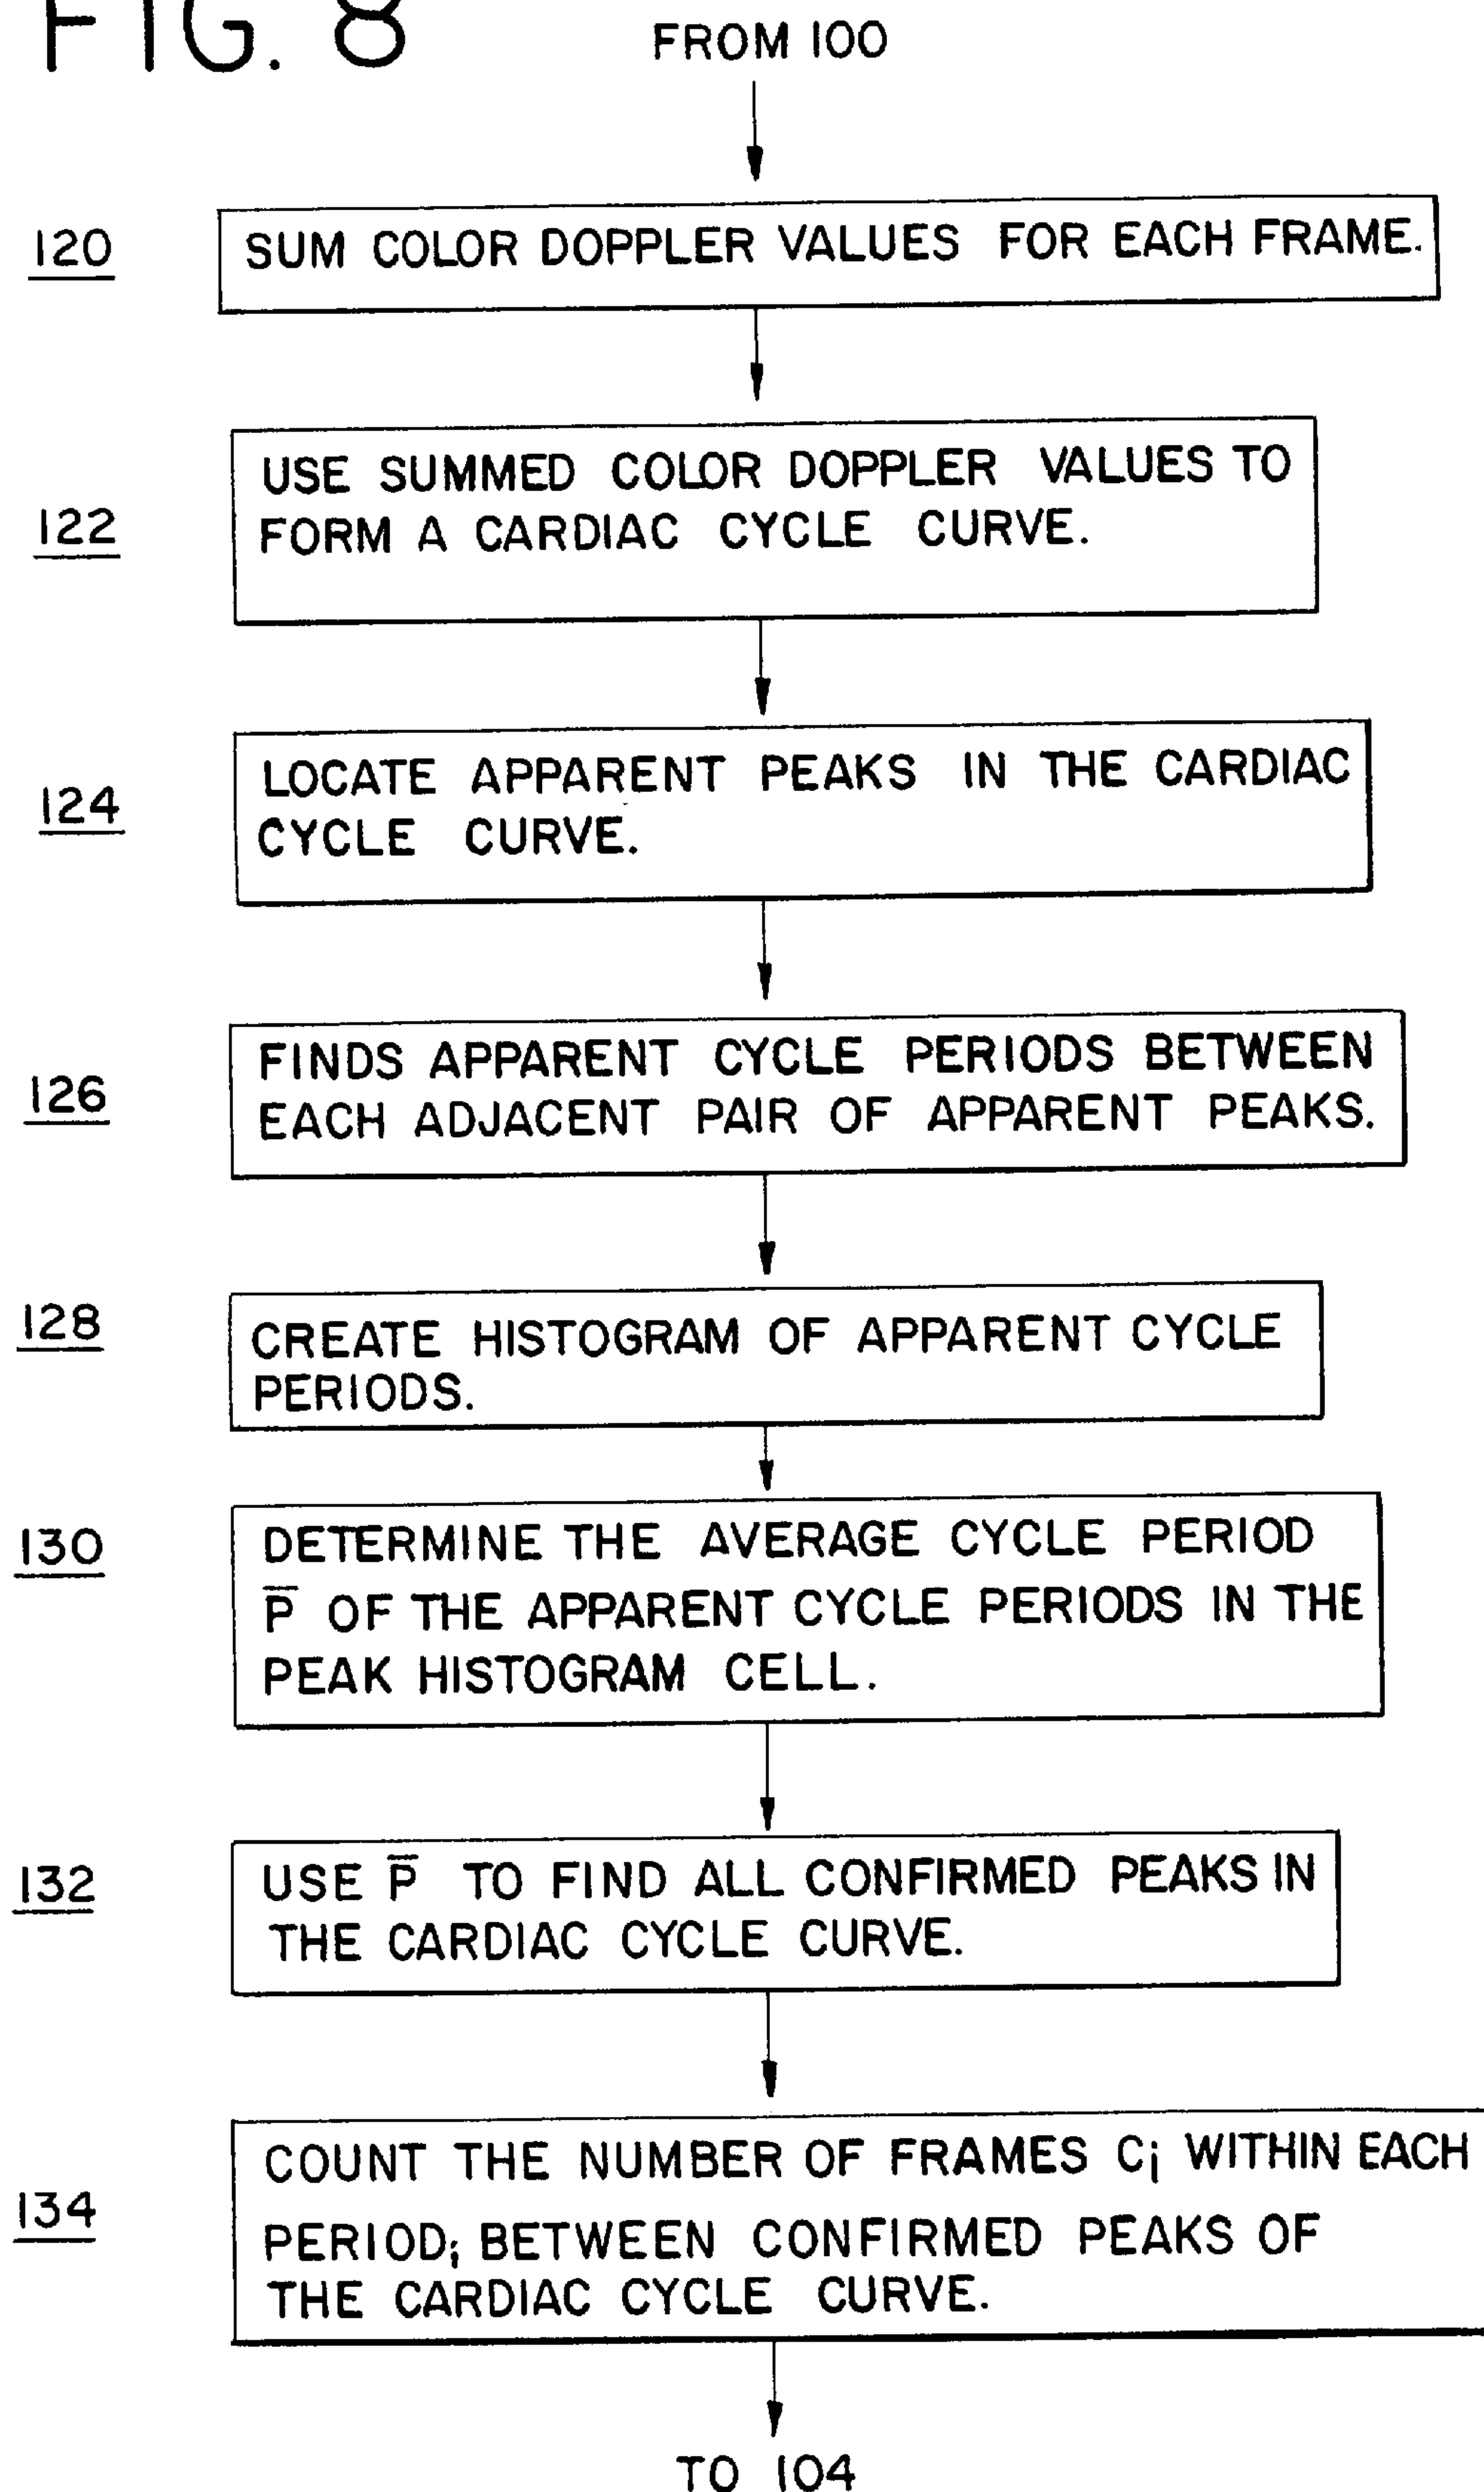 FIG. 8
FROM 100
120
SUM COLOR DOPPLER VALUES FOR EACH FRAME.
122
USE SUMMED COLOR DOPPLER VALUES TO
FORM A CARDIAC CYCLE CURVE.
124
LOCATE APPARENT PEAKS IN THE CARDIAC
CYCLE CURVE.
126
FINDS APPARENT CYCLE PERIODS BETWEEN
EACH ADJACENT PAIR OF APPARENT PEAKS.
128
CREATE HISTOGRAM OF APPARENT CYCLE
PERIODS.
130
DETERMINE THE AVERAGE CYCLE PERIOD
P̅ OF THE APPARENT CYCLE PERIODS IN THE
PEAK HISTOGRAM CELL.
132
USE P̅ TO FIND ALL CONFIRMED PEAKS IN
THE CARDIAC CYCLE CURVE.
134
COUNT THE NUMBER OF FRAMES Cᵢ WITHIN EACH
PERIODᵢ BETWEEN CONFIRMED PEAKS OF
THE CARDIAC CYCLE CURVE.
TO 104